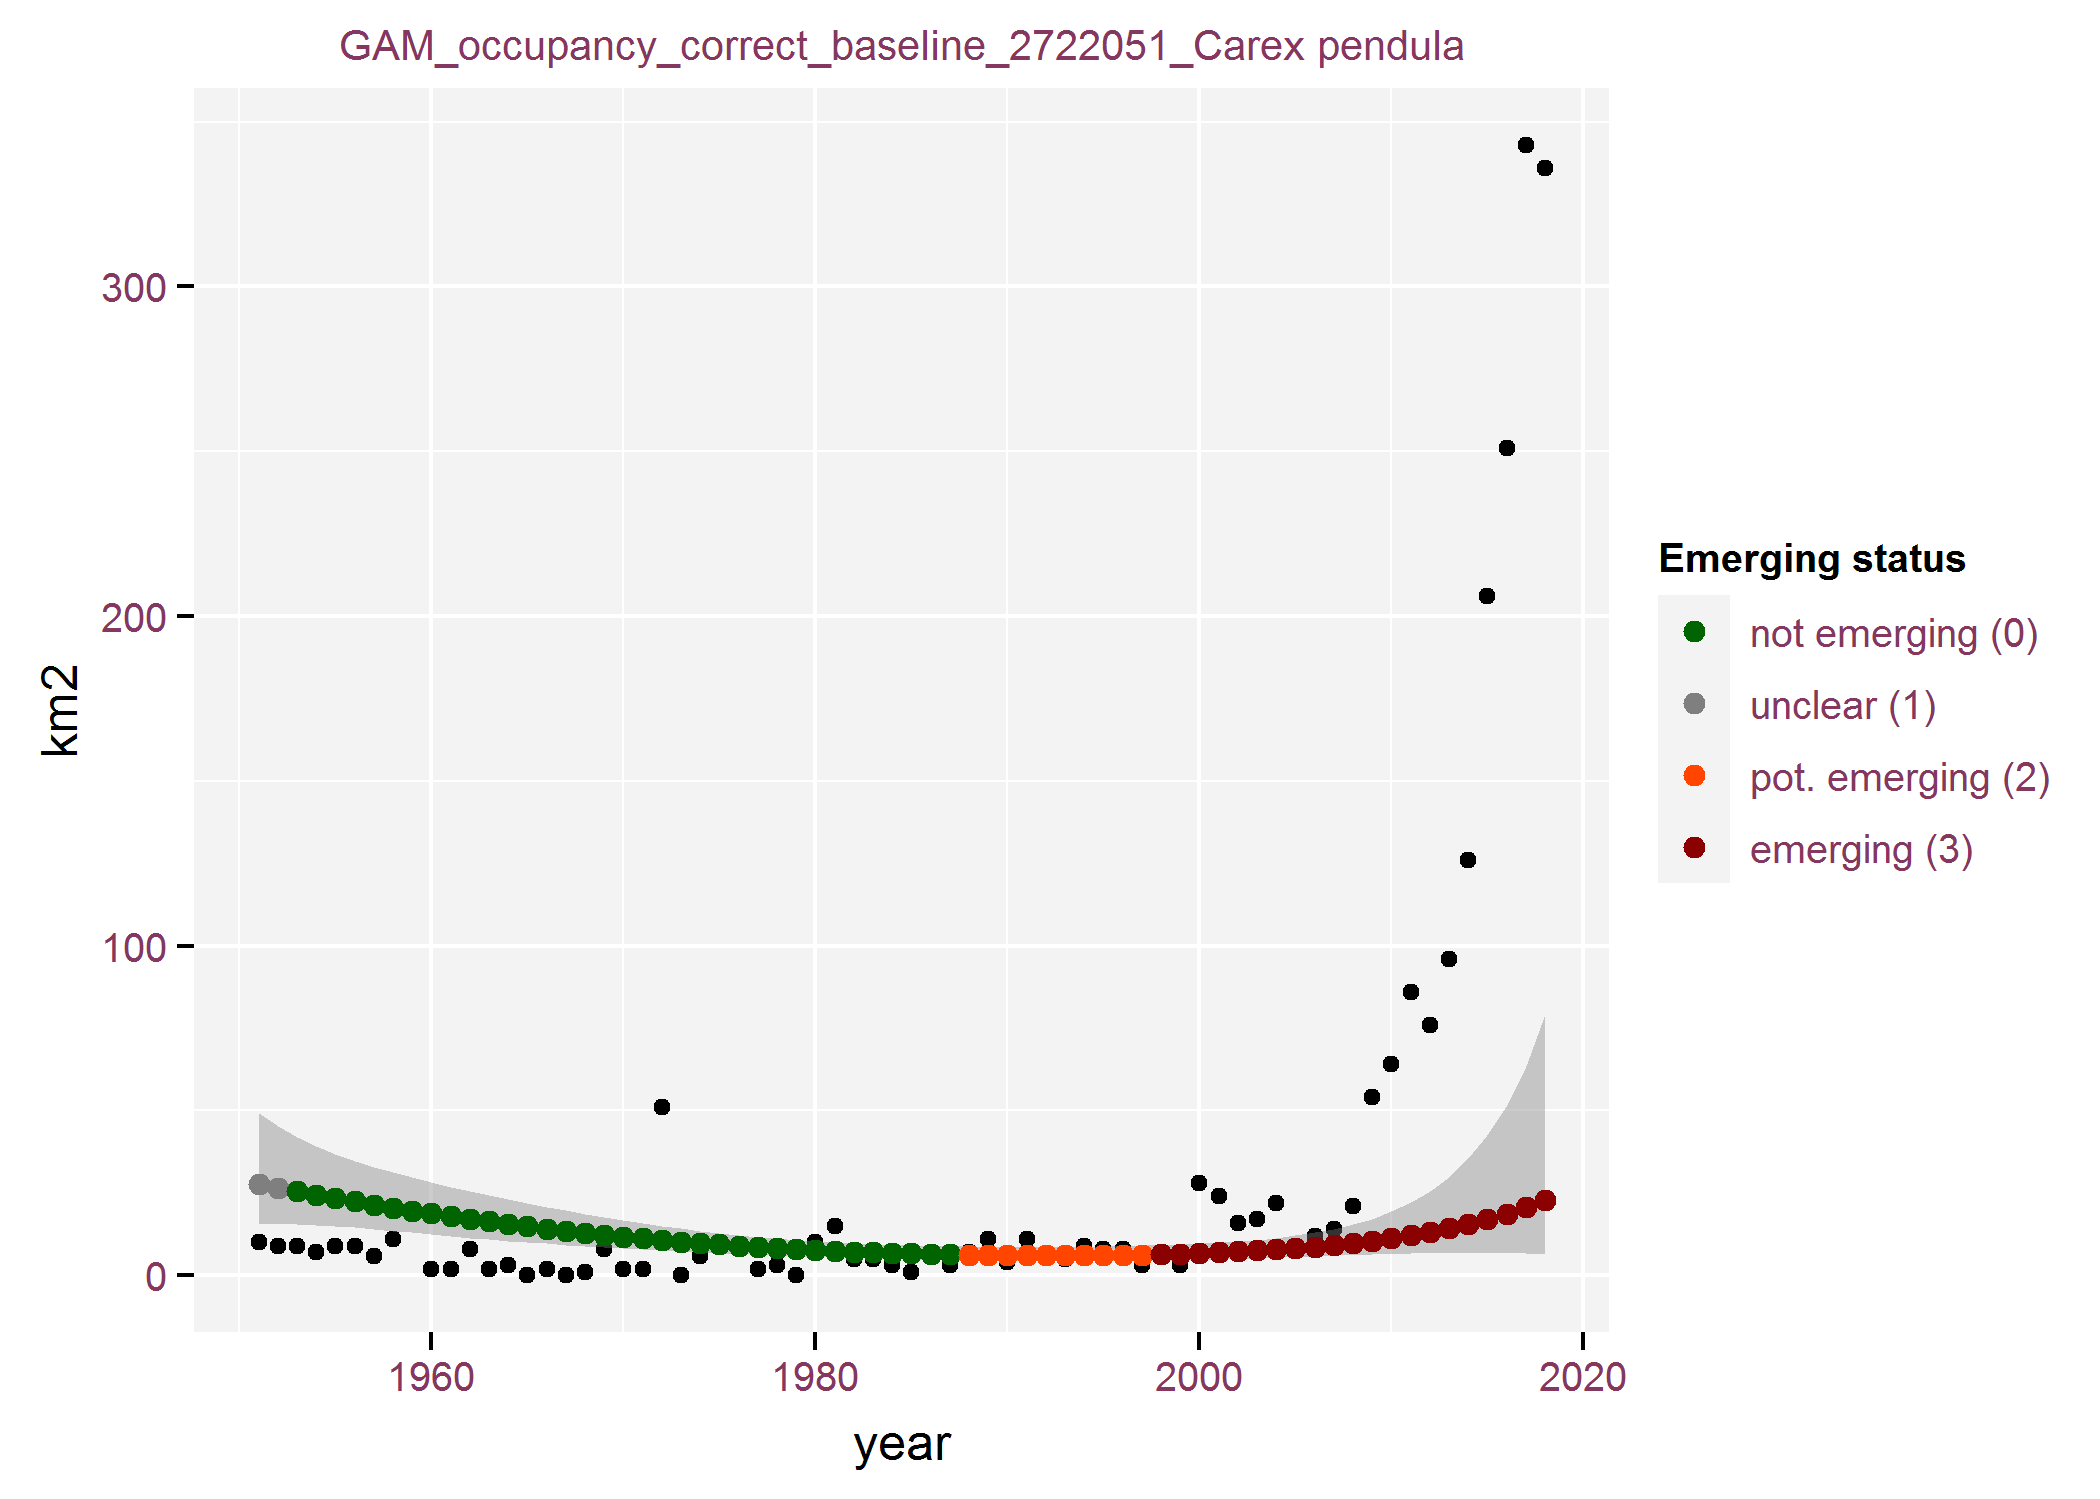 GAM_occupancy_correct_baseline_2722051_Carex pendula
300
200
100
0
km2
1960 1980 2000 2020
year
Emerging status
not emerging (0)
unclear (1)
pot. emerging (2)
emerging (3)